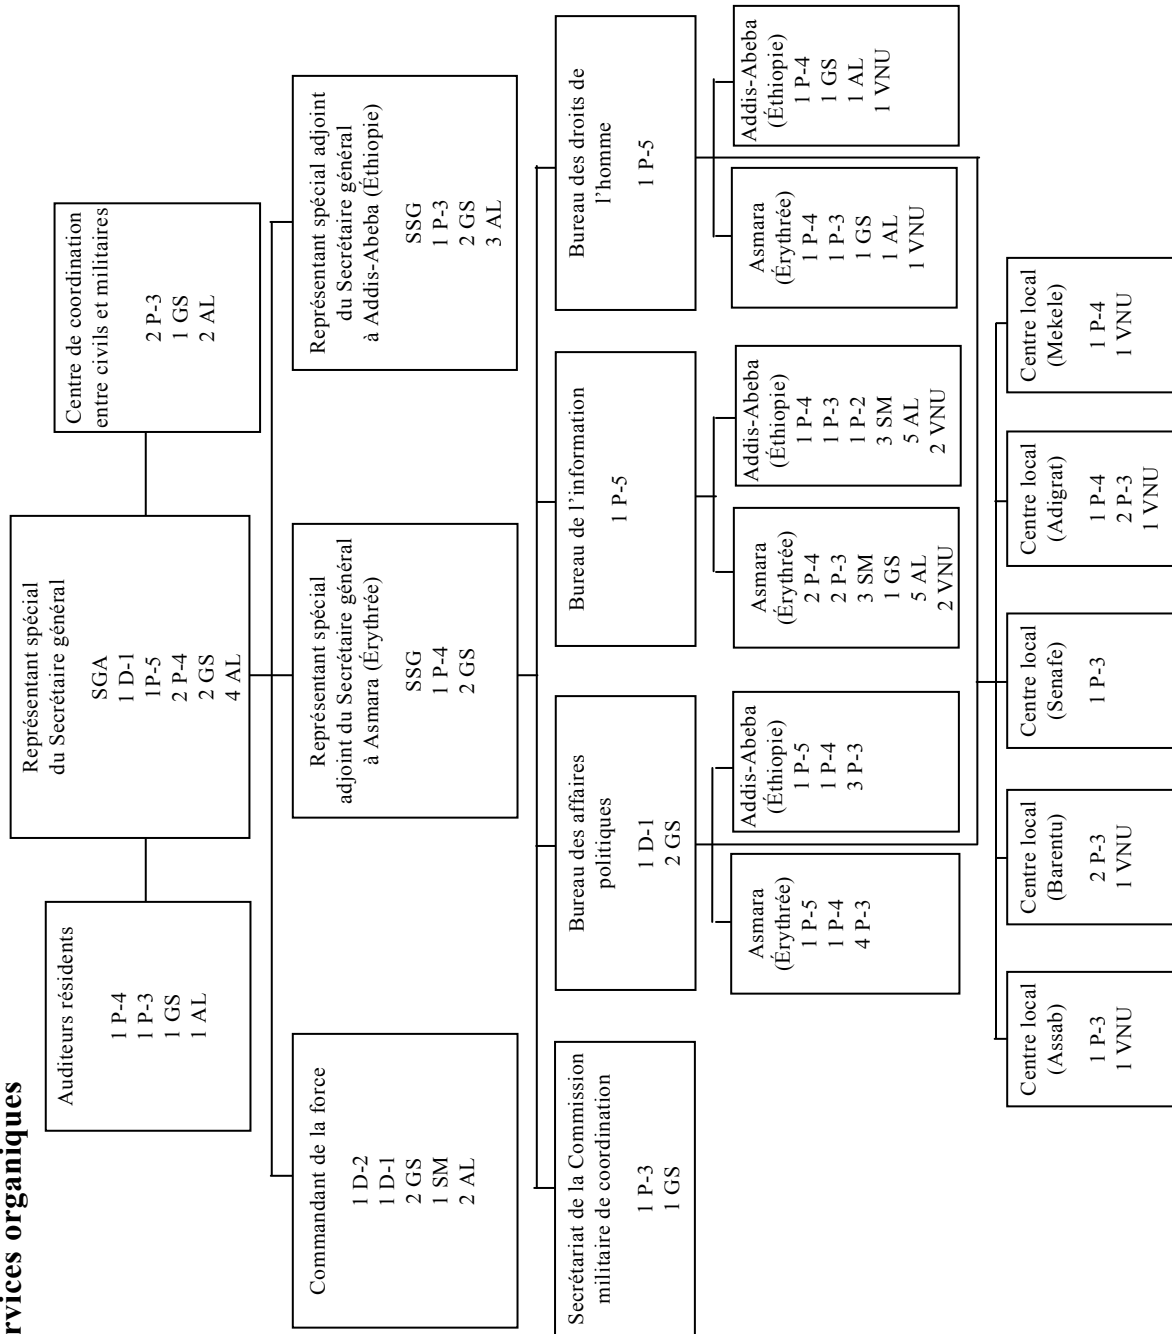 rvices organiques
Représentant spécial
du Secrétaire général
SGA
1 D-1
1P-5
2 P-4
2 GS
4 AL
Auditeurs résidents
1 P-4
1 P-3
1 GS
1 AL
Centre de coordination
entre civils et militaires
2 P-3
1 GS
2 AL
Commandant de la force
1 D-2
1 D-1
2 GS
1 SM
2 AL
Représentant spécial
adjoint du Secrétaire général
à Asmara (Érythrée)
SSG
1 P-4
2 GS
Représentant spécial adjoint
du Secrétaire général
à Addis-Abeba (Éthiopie)
SSG
1 P-3
2 GS
3 AL
Secrétariat de la Commission
militaire de coordination
1 P-3
1 GS
Bureau des affaires
politiques
1 D-1
2 GS
Bureau de l'information
1 P-5
Bureau des droits de
l'homme
1 P-5
Asmara
(Érythrée)
1 P-5
1 P-4
4 P-3
Addis-Abeba
(Éthiopie)
1 P-5
1 P-4
3 P-3
Asmara
(Érythrée)
2 P-4
2 P-3
3 SM
1 GS
5 AL
2 VNU
Addis-Abeba
(Éthiopie)
1 P-4
1 P-3
1 P-2
3 SM
5 AL
2 VNU
Asmara
(Érythrée)
1 P-4
1 P-3
1 GS
1 AL
1 VNU
Addis-Abeba
(Éthiopie)
1 P-4
1 GS
1 AL
1 VNU
Centre local
(Assab)
1 P-3
1 VNU
Centre local
(Barentu)
2 P-3
1 VNU
Centre local
(Senafe)
1 P-3
Centre local
(Adigrat)
1 P-4
2 P-3
1 VNU
Centre local
(Mekele)
1 P-4
1 VNU